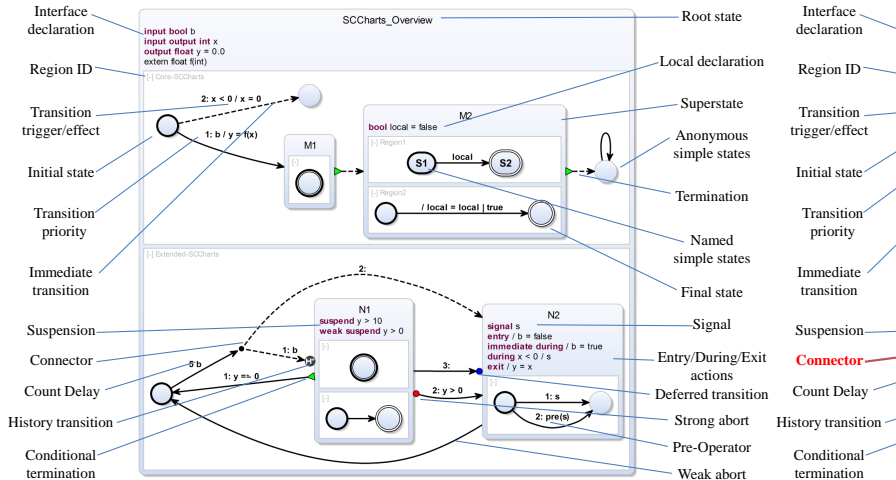 Interface
declaration
Region ID
Transition
trigger/effect
Initial state
Transition
priority
Immediate
transition
Suspension
Connector
Count Delay
History transition
Conditional
termination
SCCharts_Overview
input bool b
input output int x
output float y = 0.0
extern float f(int)
[-] Core-SCCharts
2: x < 0 / x = 0
1: b / y = f(x)
M1
[-]
M2
bool local = false
[-] Region1
S1
local
S2
[-] Region2
/ local = local | true
[-] Extended-SCCharts
2:
1: b
5 b
1: y == 0
H*
N1
suspend y > 10
weak suspend y > 0
[-]
[-]
3:
2: y > 0
N2
signal s
entry / b = false
immediate during / b = true
during x < 0 / s
exit / y = x
[-]
1: s
2: pre(s)
Root state
Local declaration
Superstate
Anonymous
simple states
Termination
Named
simple states
Final state
Signal
Entry/During/Exit
actions
Deferred transition
Strong abort
Pre-Operator
Weak abort
Interface
declaration
Region ID
Transition
trigger/effect
Initial state
Transition
priority
Immediate
transition
Suspension
Connector
Count Delay
History transition
Conditional
termination